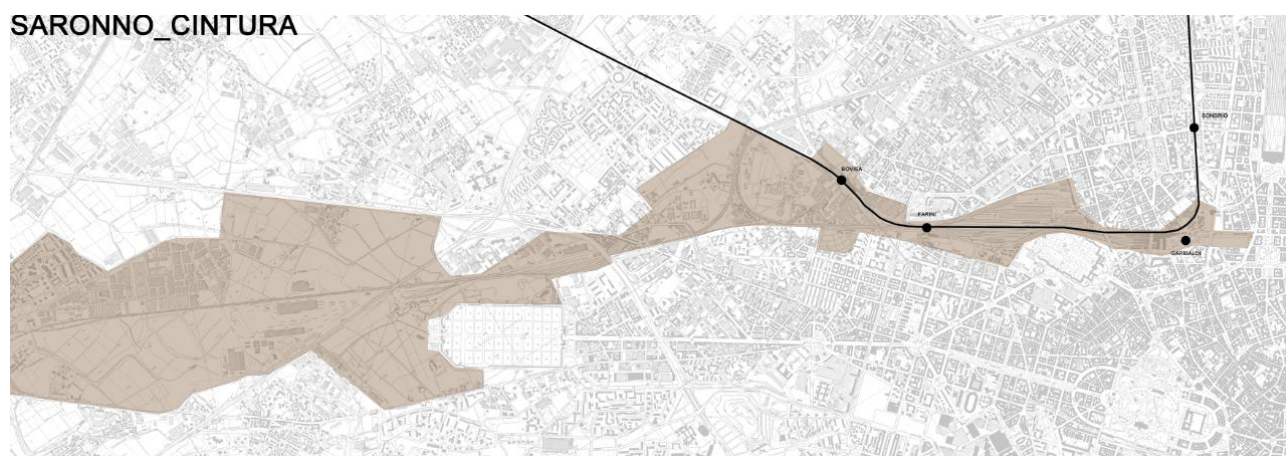 SARONNO_CINTURA
SONDRIO
BOVISA
FARINI
GARIBALDI